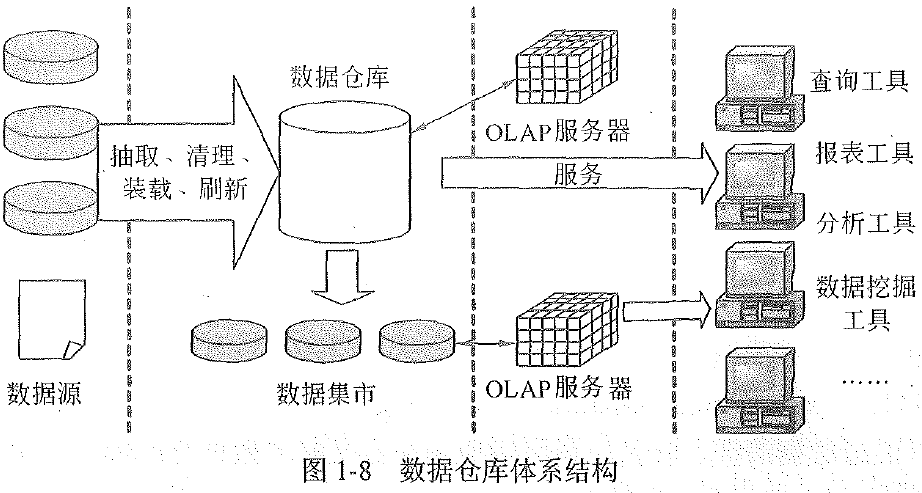 数据仓库
抽取、清理、
装载、刷新
OLAP服务器
服务
查询工具
报表工具
分析工具
数据挖掘
工具
……
数据源
数据集市
OLAP服务器
图 1-8 数据仓库体系结构